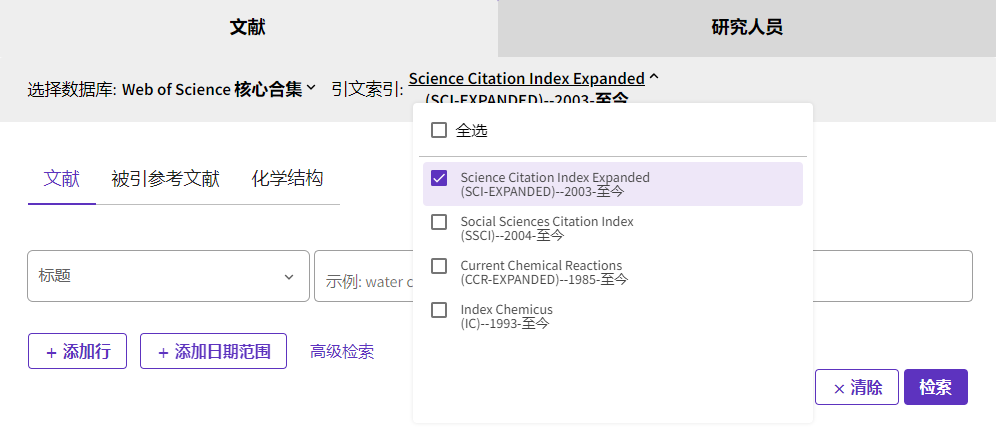 文献
研究人员
选择数据库: Web of Science 核心合集
引文索引: Science Citation Index Expanded
(SCI-EXPANDED)--2003-至今
全选
Science Citation Index Expanded
(SCI-EXPANDED)--2003-至今
Social Sciences Citation Index
(SSCI)--2004-至今
Current Chemical Reactions
(CCR-EXPANDED)--1985-至今
Index Chemicus
(IC)--1993-至今
文献
被引参考文献
化学结构
标题
示例: water
+ 添加行
+ 添加日期范围
高级检索
× 清除
检索